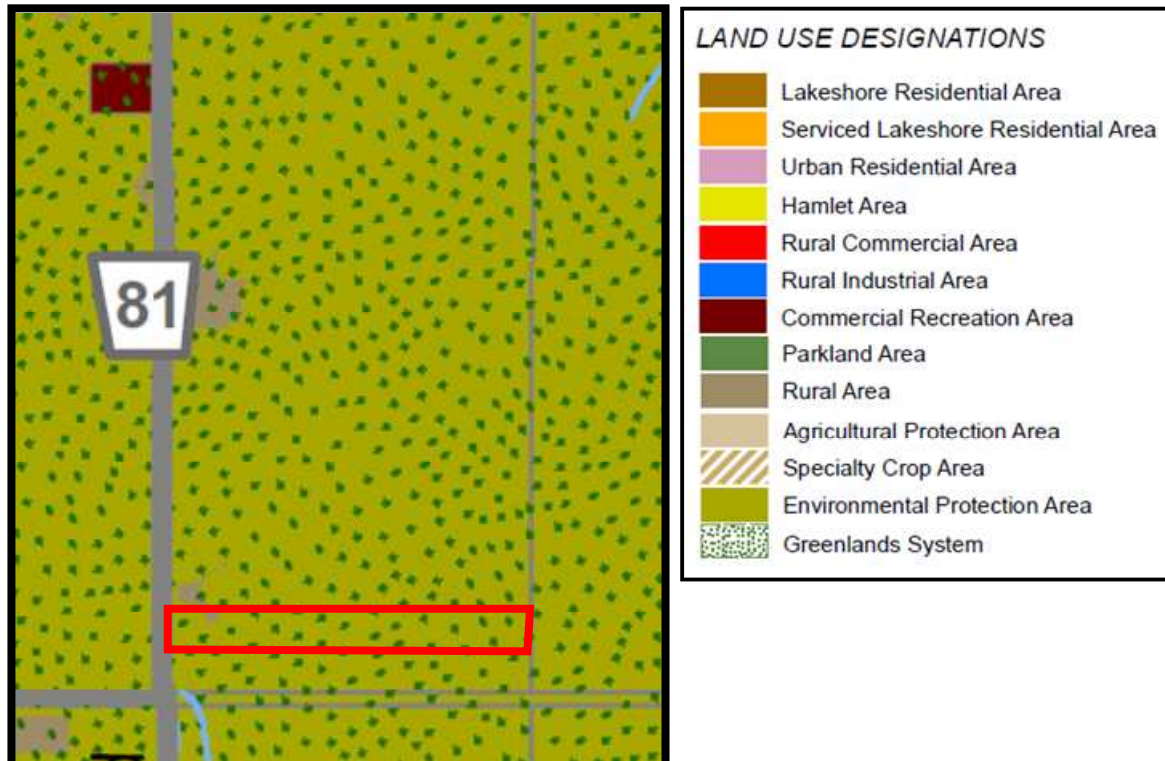 81
LAND USE DESIGNATIONS
Lakeshore Residential Area
Serviced Lakeshore Residential Area
Urban Residential Area
Hamlet Area
Rural Commercial Area
Rural Industrial Area
Commercial Recreation Area
Parkland Area
Rural Area
Agricultural Protection Area
Specialty Crop Area
Environmental Protection Area
Greenlands System